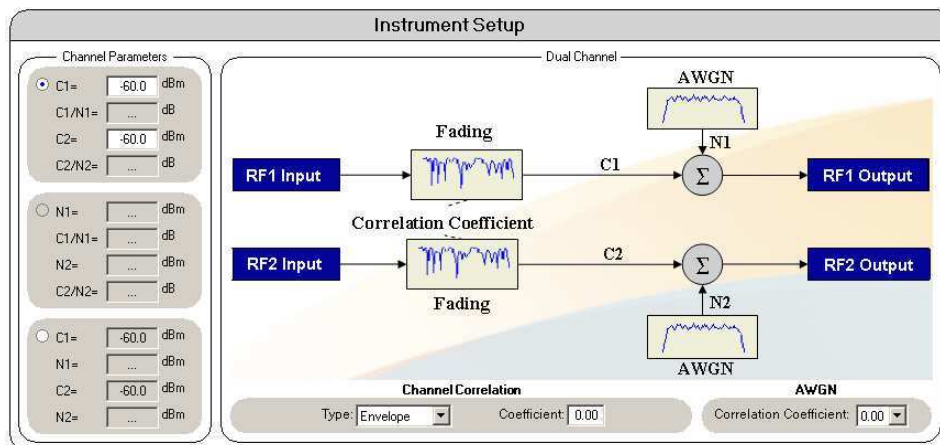 Instrument Setup
Channel Parameters
C1= -60.0 dBm
C1/N1= ... dB
C2= -60.0 dBm
C2/N2= ... dB
N1= ... dBm
C1/N1= ... dB
N2= ... dBm
C2/N2= ... dB
C1= -60.0 dBm
N1= ... dBm
C2= -60.0 dBm
N2= ... dBm
Dual Channel
AWGN
Fading
N1
C1
RF1 Input
Σ
RF1 Output
Correlation Coefficient
C2
RF2 Input
Σ
RF2 Output
Fading
N2
AWGN
Channel Correlation
Type: Envelope Coefficient: 0.00
AWGN
Correlation Coefficient: 0.00